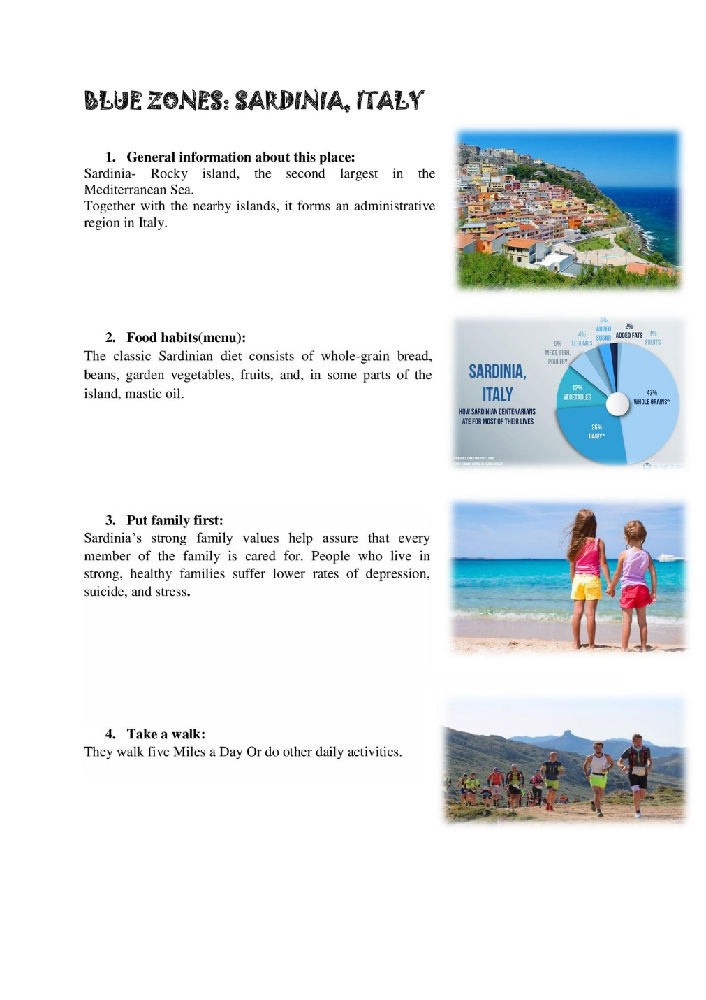 BLUE ZONES: SARDINIA, ITALY
1. General information about this place:
Sardinia- Rocky island, the second largest in the
Mediterranean Sea.
Together with the nearby islands, it forms an administrative
region in Italy.
2. Food habits(menu):
The classic Sardinian diet consists of whole-grain bread,
beans, garden vegetables, fruits, and, in some parts of the
island, mastic oil.
SARDINIA,
ITALY
HOW SARDINIAN CENTENARIANS
ATE FOR MOST OF THEIR LIVES
5%
MEAT, FISH,
POULTRY
4%
LEGUMES
3%
ADDED
SUGAR
2%
ADDED FATS
1%
FRUITS
12%
VEGETABLES
47%
WHOLE GRAINS*
26%
DAIRY*
3. Put family first:
Sardinia’s strong family values help assure that every
member of the family is cared for. People who live in
strong, healthy families suffer lower rates of depression,
suicide, and stress.
4. Take a walk:
They walk five Miles a Day Or do other daily activities.